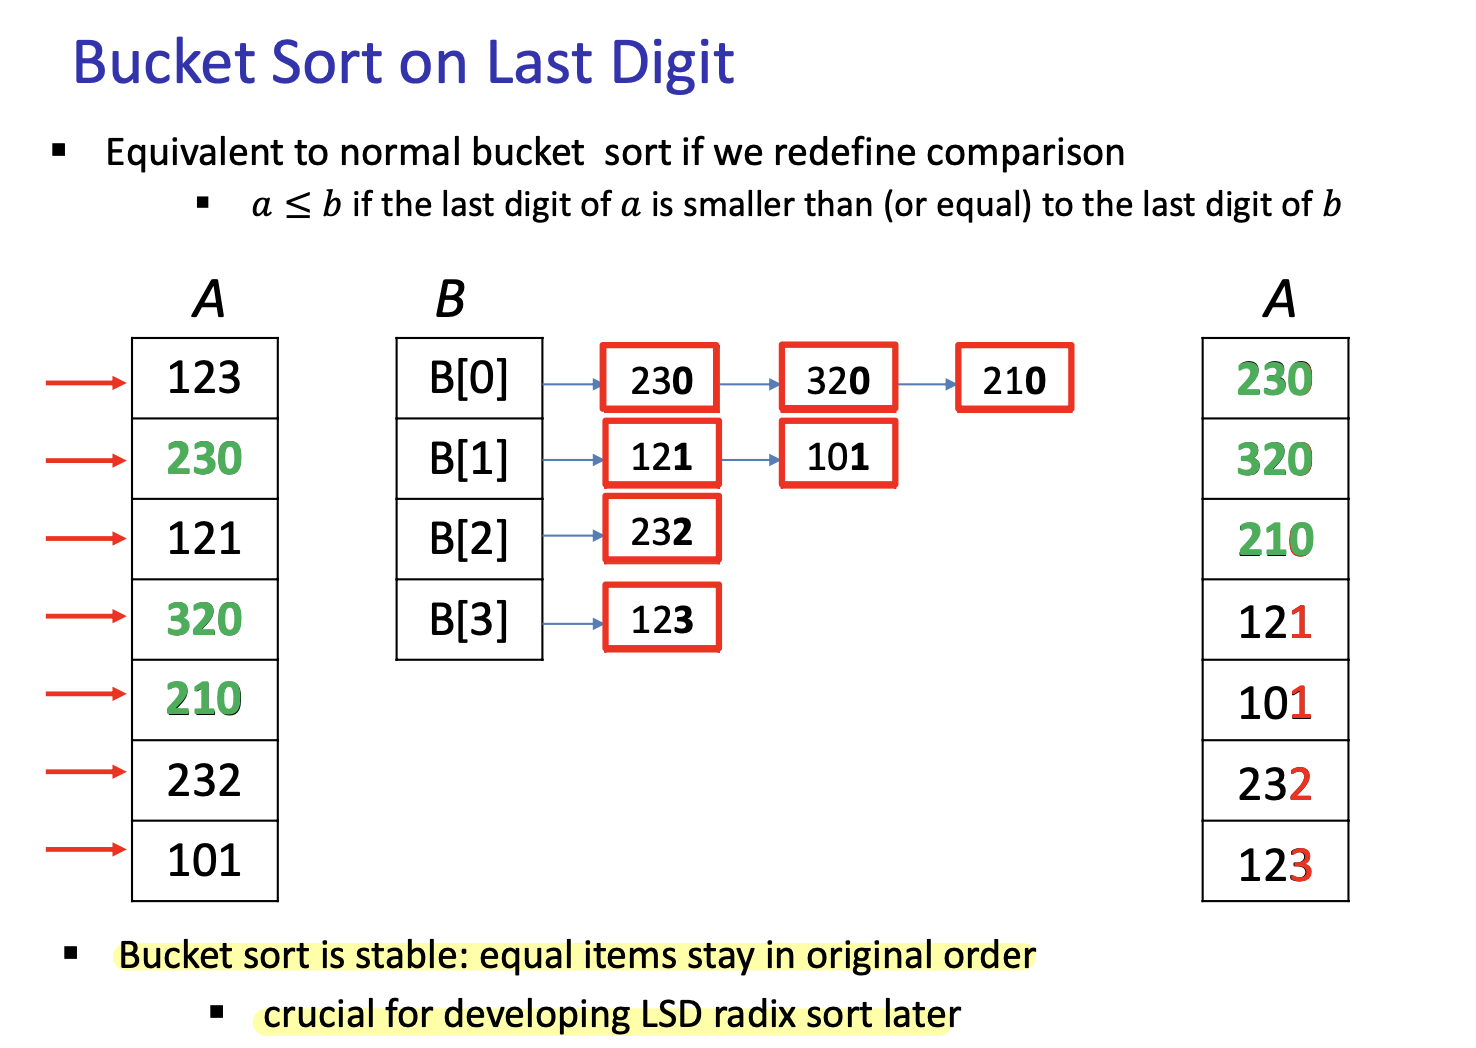 Bucket Sort on Last Digit
▪ Equivalent to normal bucket sort if we redefine comparison
▪ a ≤ b if the last digit of a is smaller than (or equal) to the last digit of b
A
123
230
121
320
210
232
101
B
B[0] 230 320 210
B[1] 121 101
B[2] 232
B[3] 123
A
230
320
210
121
101
232
123
▪ Bucket sort is stable: equal items stay in original order
▪ crucial for developing LSD radix sort later